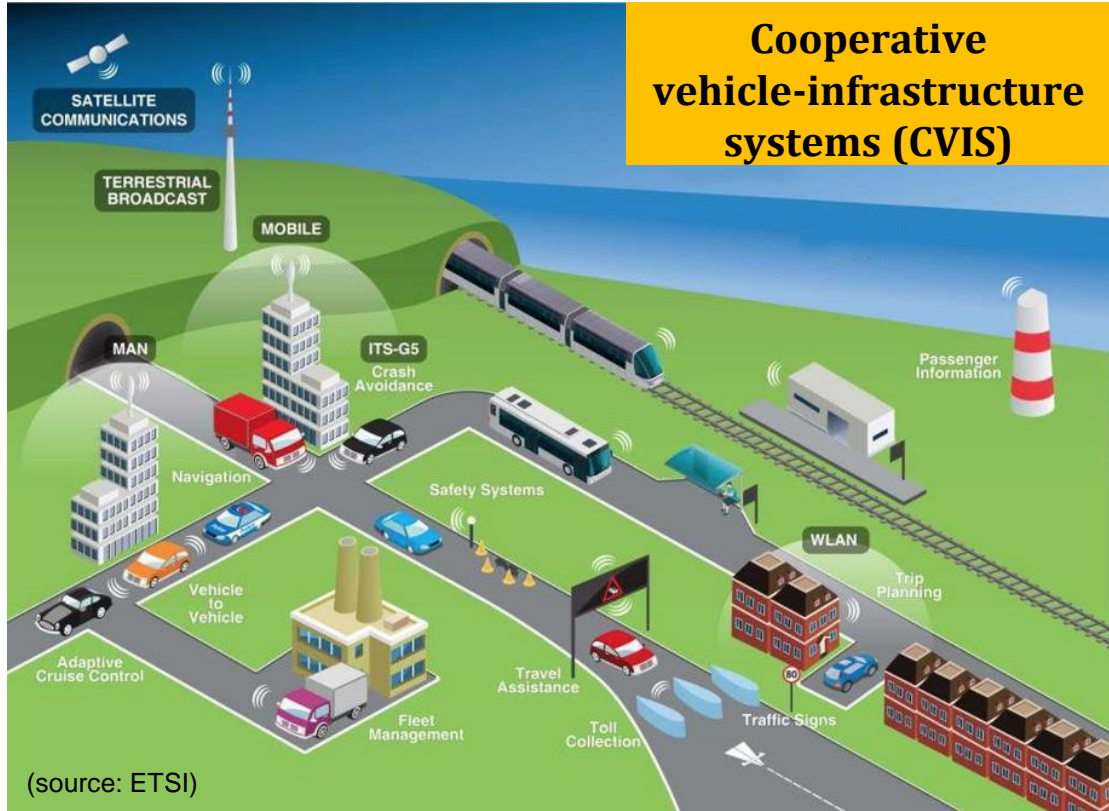 Cooperative
vehicle-infrastructure
systems (CVIS)
SATELLITE
COMMUNICATIONS
TERRESTRIAL
BROADCAST
MOBILE
MAN
ITS-G5
Crash
Avoidance
Passenger
Information
Navigation
Safety Systems
WLAN
Trip
Planning
Vehicle
to
Vehicle
Adaptive
Cruise Control
Travel
Assistance
80
Fleet
Management
Toll
Collection
Traffic Signs
(source: ETSI)